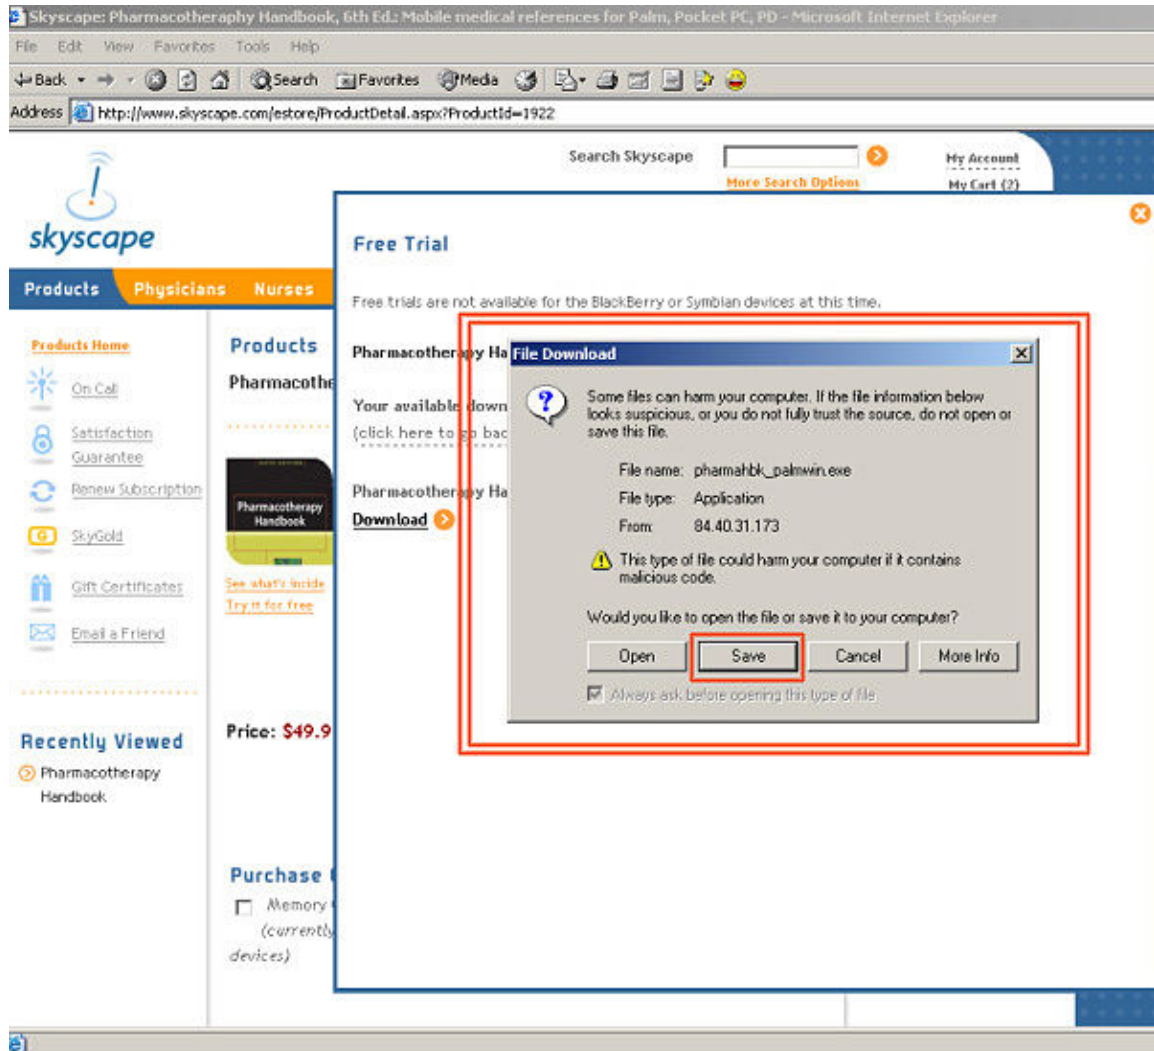 Skyscape: Pharmacotheraphy Handbook, 6th Ed.: Mobile medical references for Palm, Pocket PC, PD - Microsoft Internet Explorer
File Edit View Favorites Tools Help
Back Search Favorites Media
Address http://www.skyscape.com/estore/ProductDetail.aspx?ProductId=1922
Search Skyscape
My Account
More Search Options
My Cart (2)
skyscape
Products Physicians Nurses
Products Home
On Call
Satisfaction
Guarantee
Renew Subscription
SkyGold
Gift Certificates
Email a Friend
Recently Viewed
Pharmacotherapy
Handbook
Products
Pharmacothe
Pharmacotherapy
Handbook
See what's inside
Try it for free
Price: $49.9
Purchase
Memory
(currently
devices)
Free Trial
Free trials are not available for the BlackBerry or Symbian devices at this time.
Pharmacotherapy Ha
Your available down
(click here to go bac
Pharmacotherapy Ha
Download
File Download
Some files can harm your computer. If the file information below
looks suspicious, or you do not fully trust the source, do not open or
save this file.
File name: pharmahbk_palmwin.exe
File type: Application
From: 84.40.31.173
This type of file could harm your computer if it contains
malicious code.
Would you like to open the file or save it to your computer?
Open Save Cancel More Info
Always ask before opening this type of file